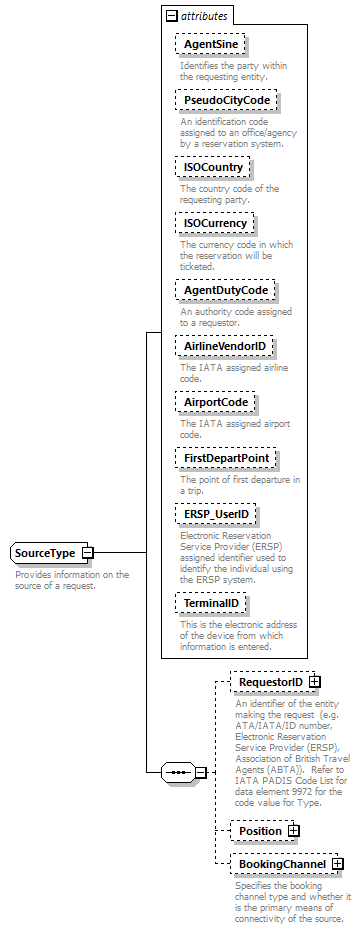 attributes
AgentSine
Identifies the party within
the requesting entity.
PseudoCityCode
An identification code
assigned to an office/agency
by a reservation system.
ISOCountry
The country code of the
requesting party.
ISOCurrency
The currency code in which
the reservation will be
ticketed.
AgentDutyCode
An authority code assigned
to a requestor.
AirlineVendorID
The IATA assigned airline
code.
AirportCode
The IATA assigned airport
code.
FirstDepartPoint
The point of first departure in
a trip.
ERSP_UserID
Electronic Reservation
Service Provider (ERSP)
assigned identifier used to
identify the individual using
the ERSP system.
TerminalID
This is the electronic address
of the device from which
information is entered.
SourceType
Provides information on the
source of a request.
RequestorID
An identifier of the entity
making the request (e.g.
ATA/IATA/ID number,
Electronic Reservation
Service Provider (ERSP),
Association of British Travel
Agents (ABTA)). Refer to
IATA PADIS Code List for
data element 9972 for the
code value for Type.
Position
BookingChannel
Specifies the booking
channel type and whether it
is the primary means of
connectivity of the source.